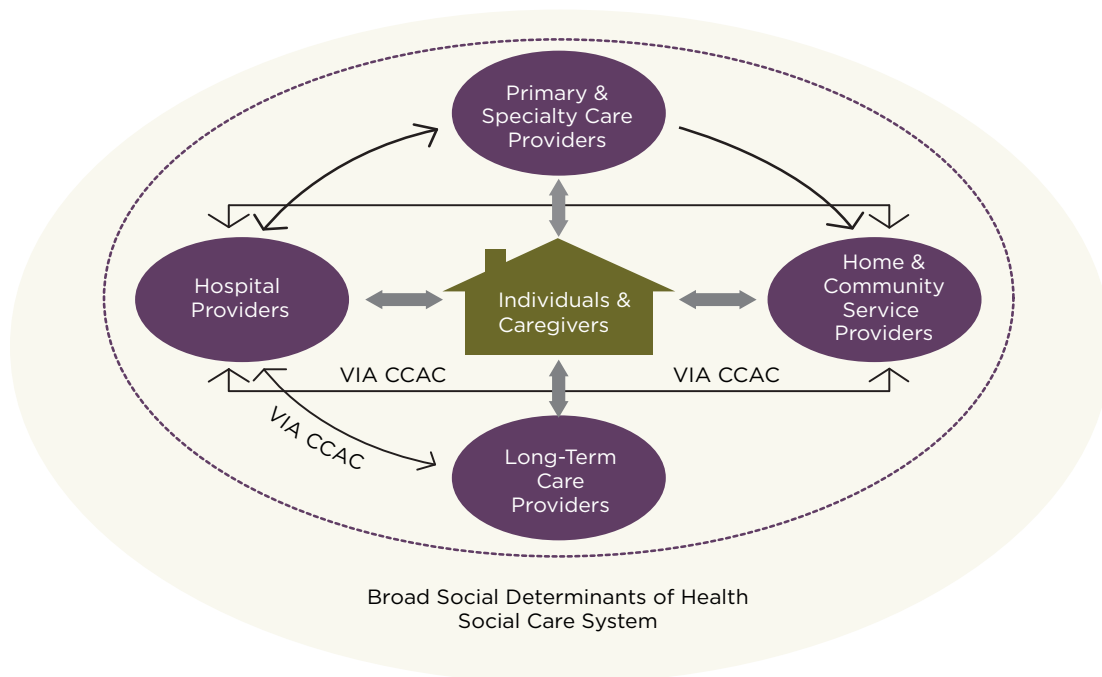 Primary &
Specialty Care
Providers
Hospital
Providers
Individuals &
Caregivers
Home &
Community
Service
Providers
VIA CCAC
VIA CCAC
VIA CCAC
Long-Term
Care
Providers
Broad Social Determinants of Health
Social Care System